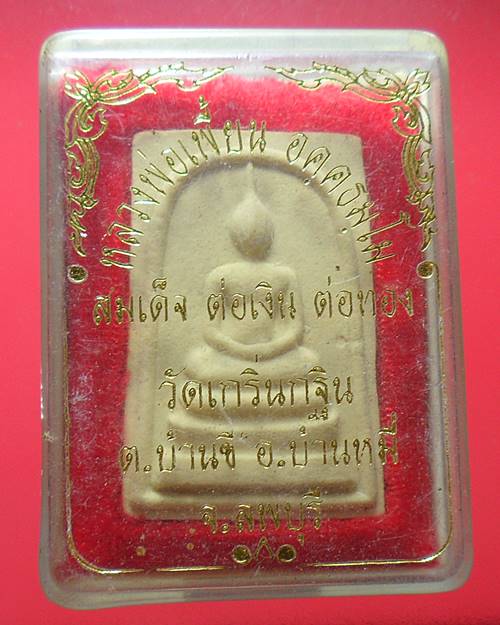 หลวงพ่อเพี้ยน อคฺคธมฺโม
สมเด็จ ต่อเงิน ต่อทอง
วัดเกริ่นกฐิน
ต.บ้านชี อ.บ้านหมี่
จ.ลพบุรี